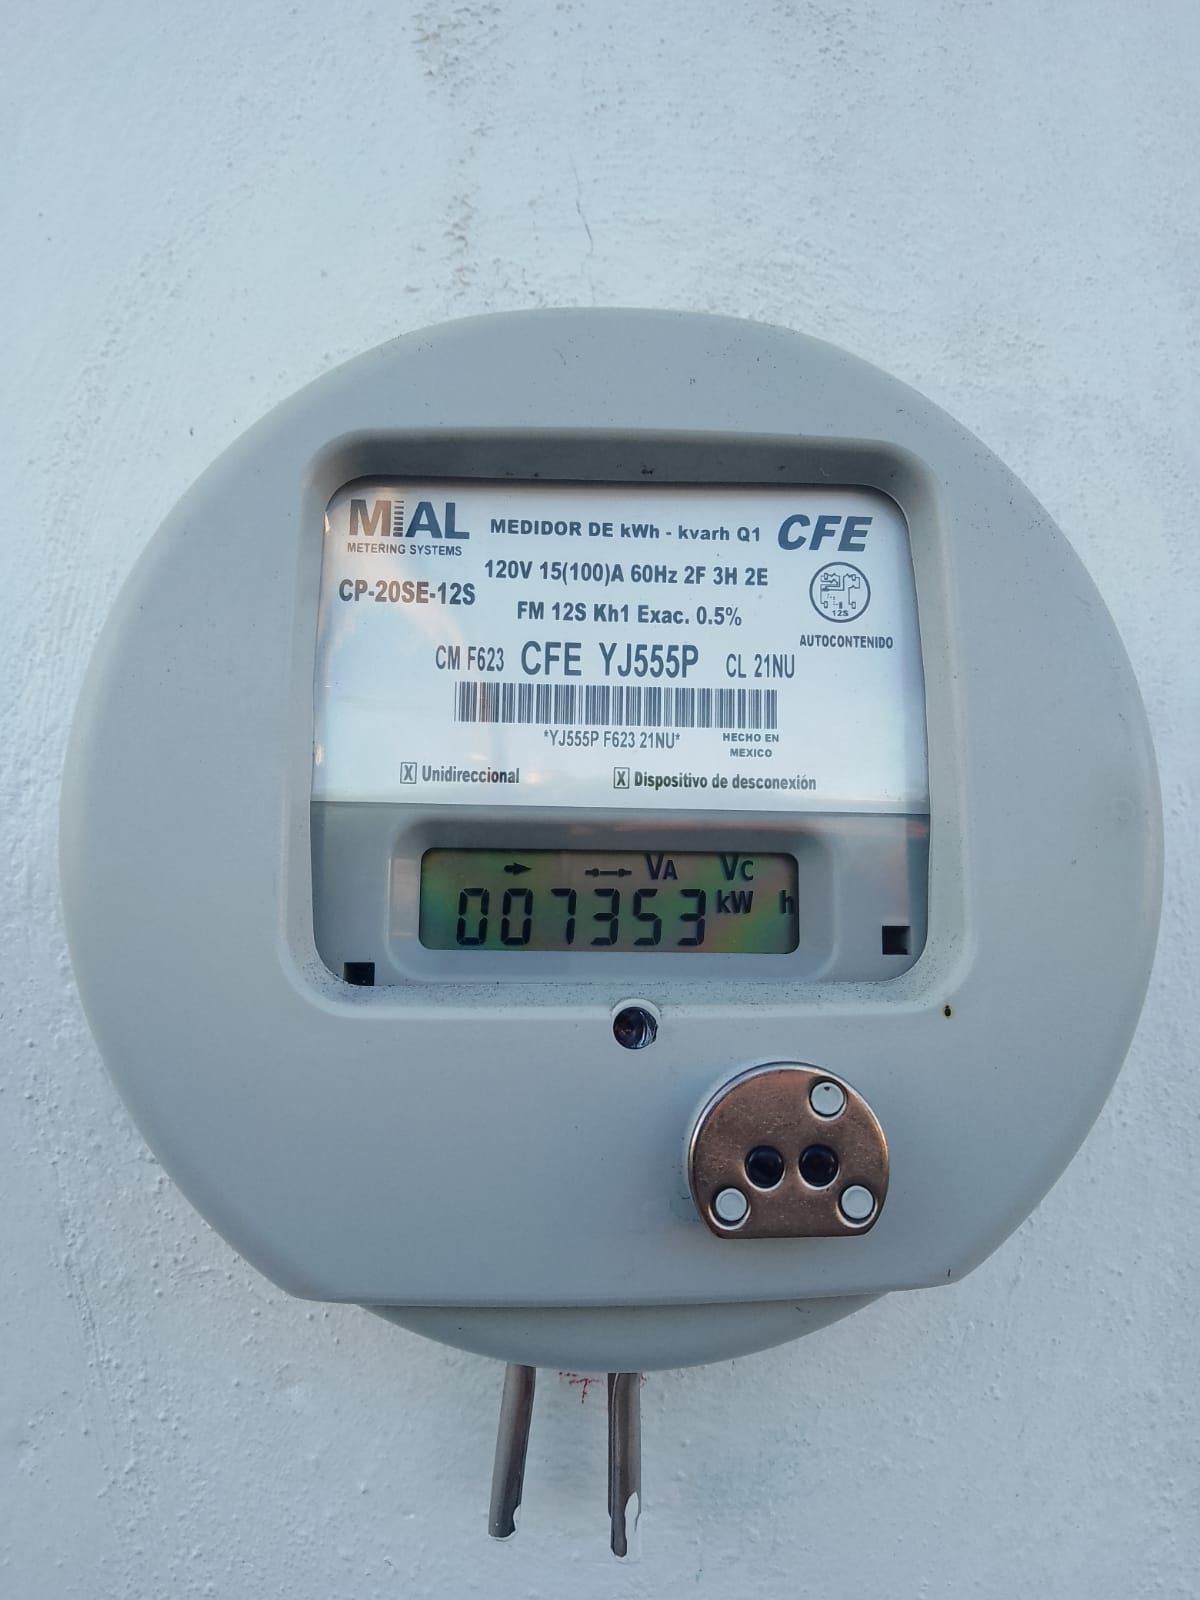 MIAL
METERING SYSTEMS
MEDIDOR DE kWh - kvarh Q1
CFE
CP-20SE-12S
120V 15(100)A 60Hz 2F 3H 2E
FM 12S Kh1 Exac. 0.5%
12S
AUTOCONTENIDO
CM F623 CFE YJ555P CL 21NU
*YJ555P F623 21NU*
HECHO EN
MEXICO
X Unidireccional
X Dispositivo de desconexión
VA VC
007353 kW h